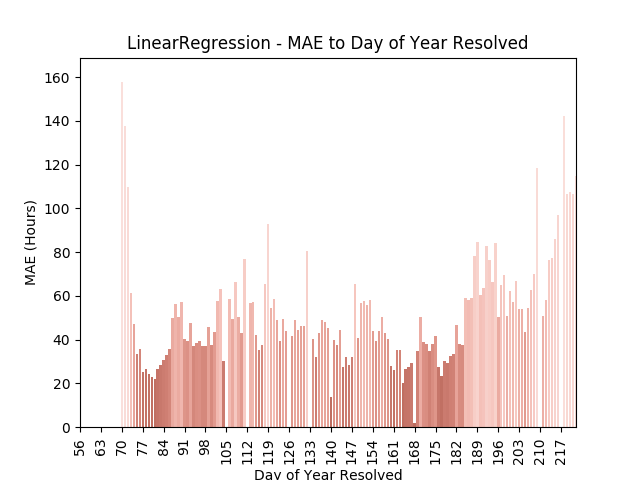 LinearRegression - MAE to Day of Year Resolved
MAE (Hours)
160
140
120
100
80
60
40
20
0
56 63 70 77 84 91 98 105 112 119 126 133 140 147 154 161 168 175 182 189 196 203 210 217
Day of Year Resolved